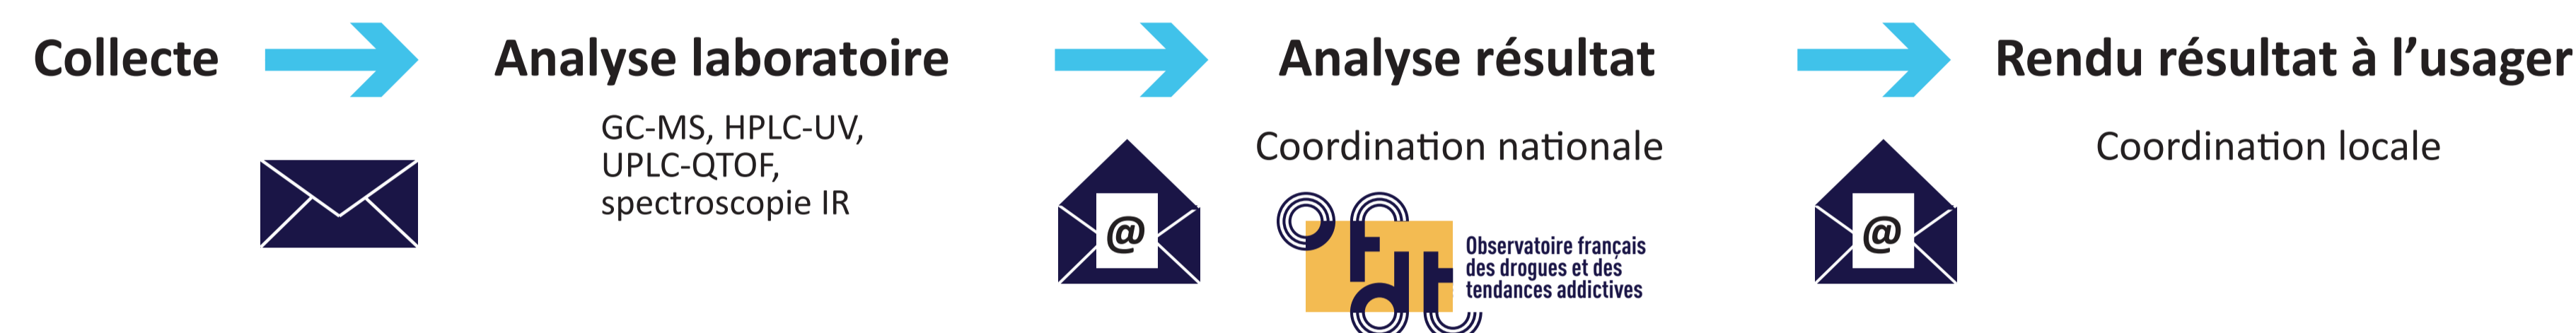 Collecte
Analyse laboratoire
GC-MS, HPLC-UV,
UPLC-QTOF,
spectroscopie IR
@
Analyse résultat
Coordination nationale
ofdt
Observatoire français
des drogues et des
tendances addictives
@
Rendu résultat à l’usager
Coordination locale